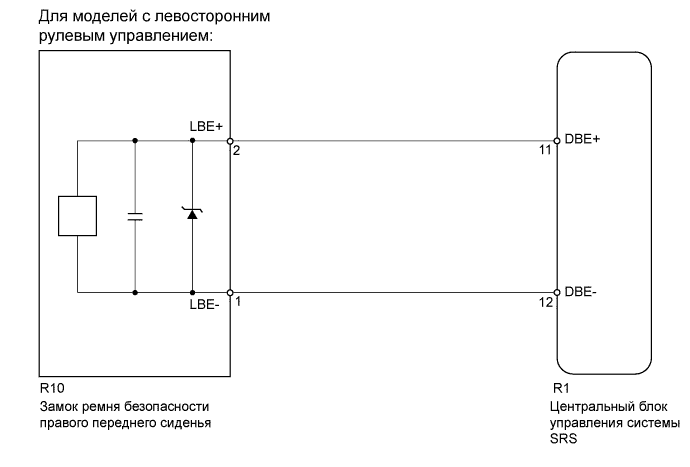 Для моделей с левосторонним
рулевым управлением:
LBE+
2
11
DBE+
LBE-
1
12
DBE-
R10
Замок ремня безопасности
правого переднего сиденья
R1
Центральный блок
управления системы
SRS